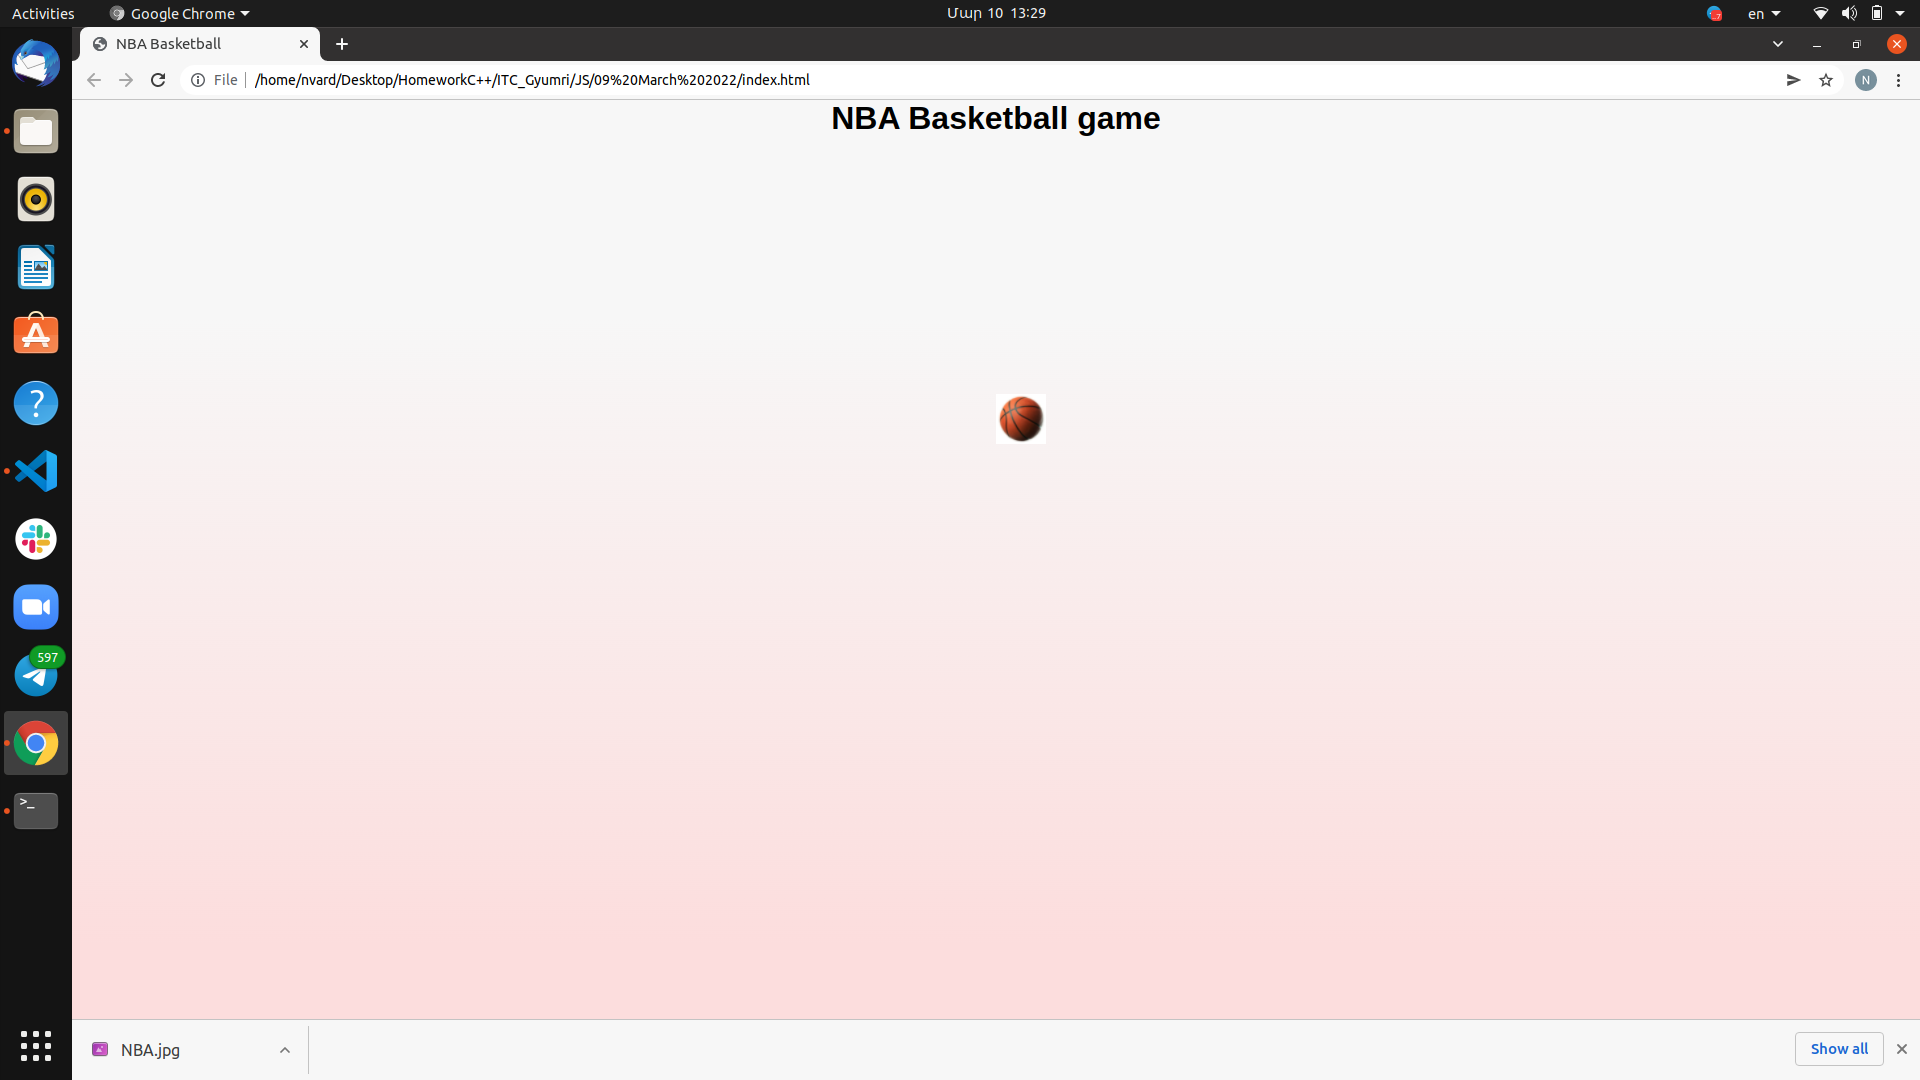 Activities
Google Chrome
Մար 10 13:29
en
NBA Basketball
File
/home/nvard/Desktop/HomeworkC++/ITC_Gyumri/JS/09%20March%202022/index.html
N
NBA Basketball game
?
597
>_
NBA.jpg
Show all